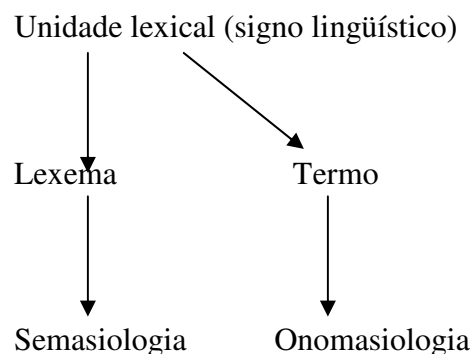 Unidade lexical (signo lingüístico)
Lexema Termo
Semasiologia Onomasiologia